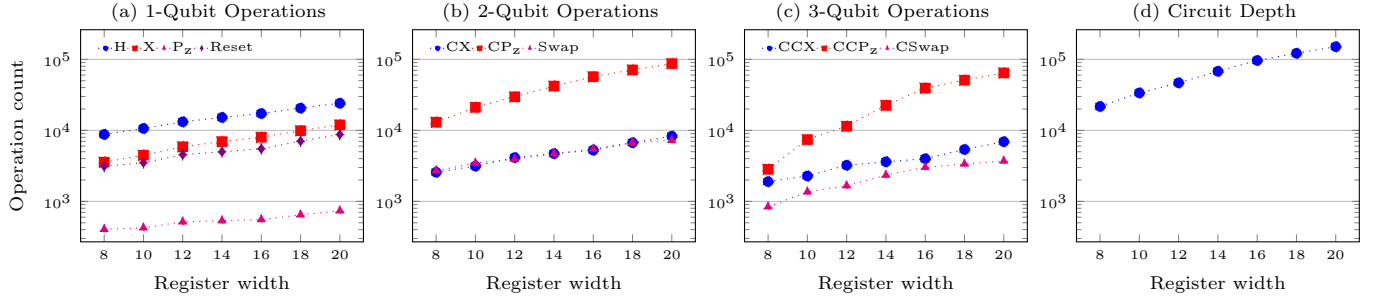 (a) 1-Qubit Operations
(b) 2-Qubit Operations
(c) 3-Qubit Operations
(d) Circuit Depth
H X P_Z Reset
CX CP_Z Swap
CCX CCP_Z CSwap
Operation count
10^5
10^4
10^3
8 10 12 14 16 18 20
Register width
10^5
10^4
10^3
8 10 12 14 16 18 20
Register width
10^5
10^4
10^3
8 10 12 14 16 18 20
Register width
10^5
10^4
10^3
8 10 12 14 16 18 20
Register width